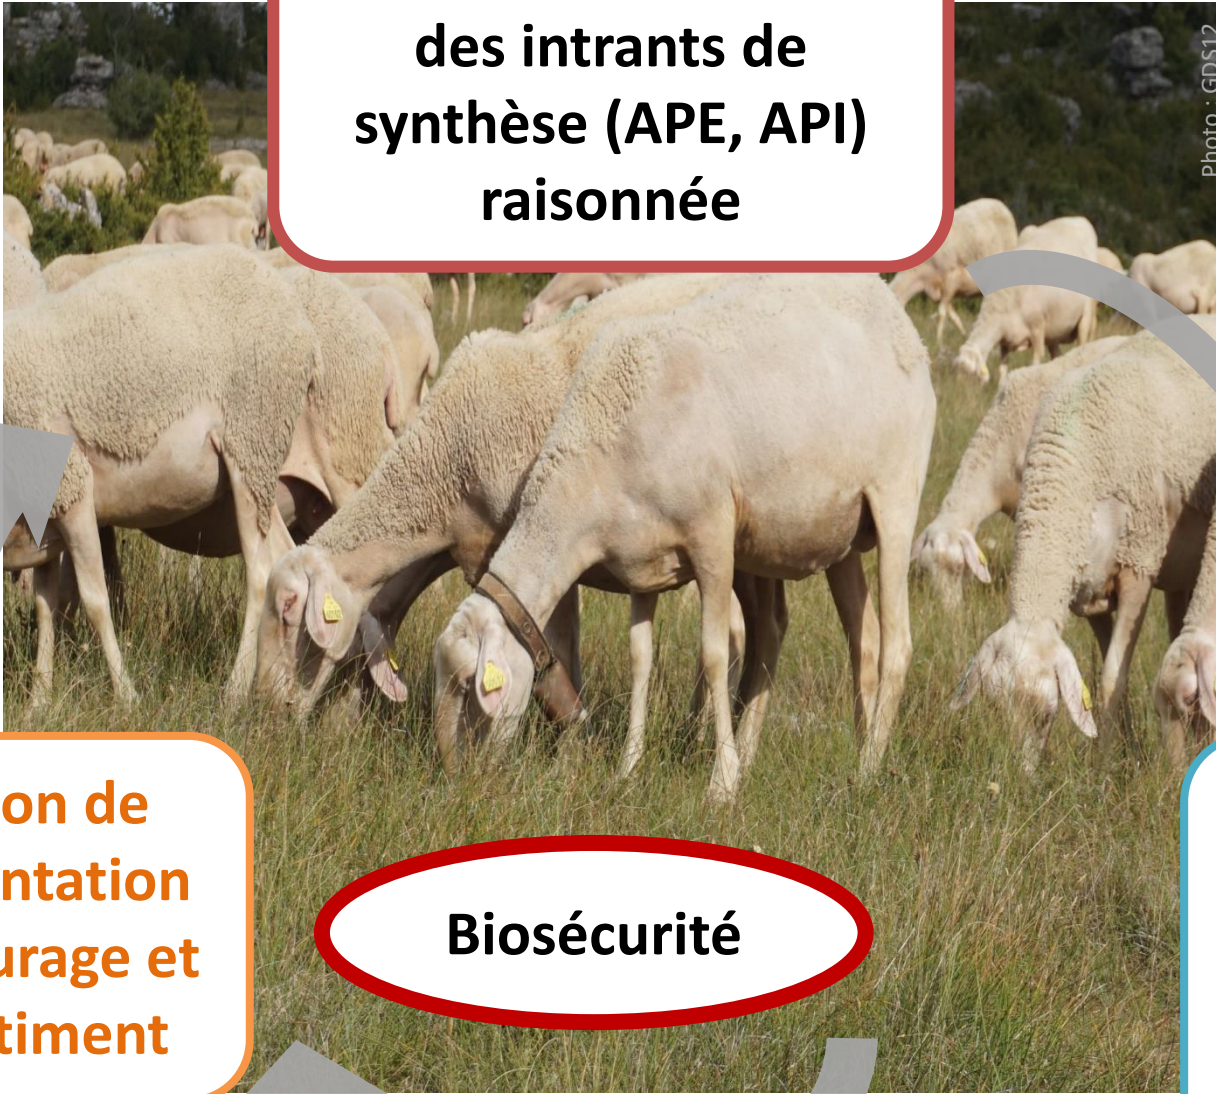 des intrants de
synthèse (APE, API)
raisonnée
Photo : GDS12
on de
ntation
urage et
timent
Biosécurité